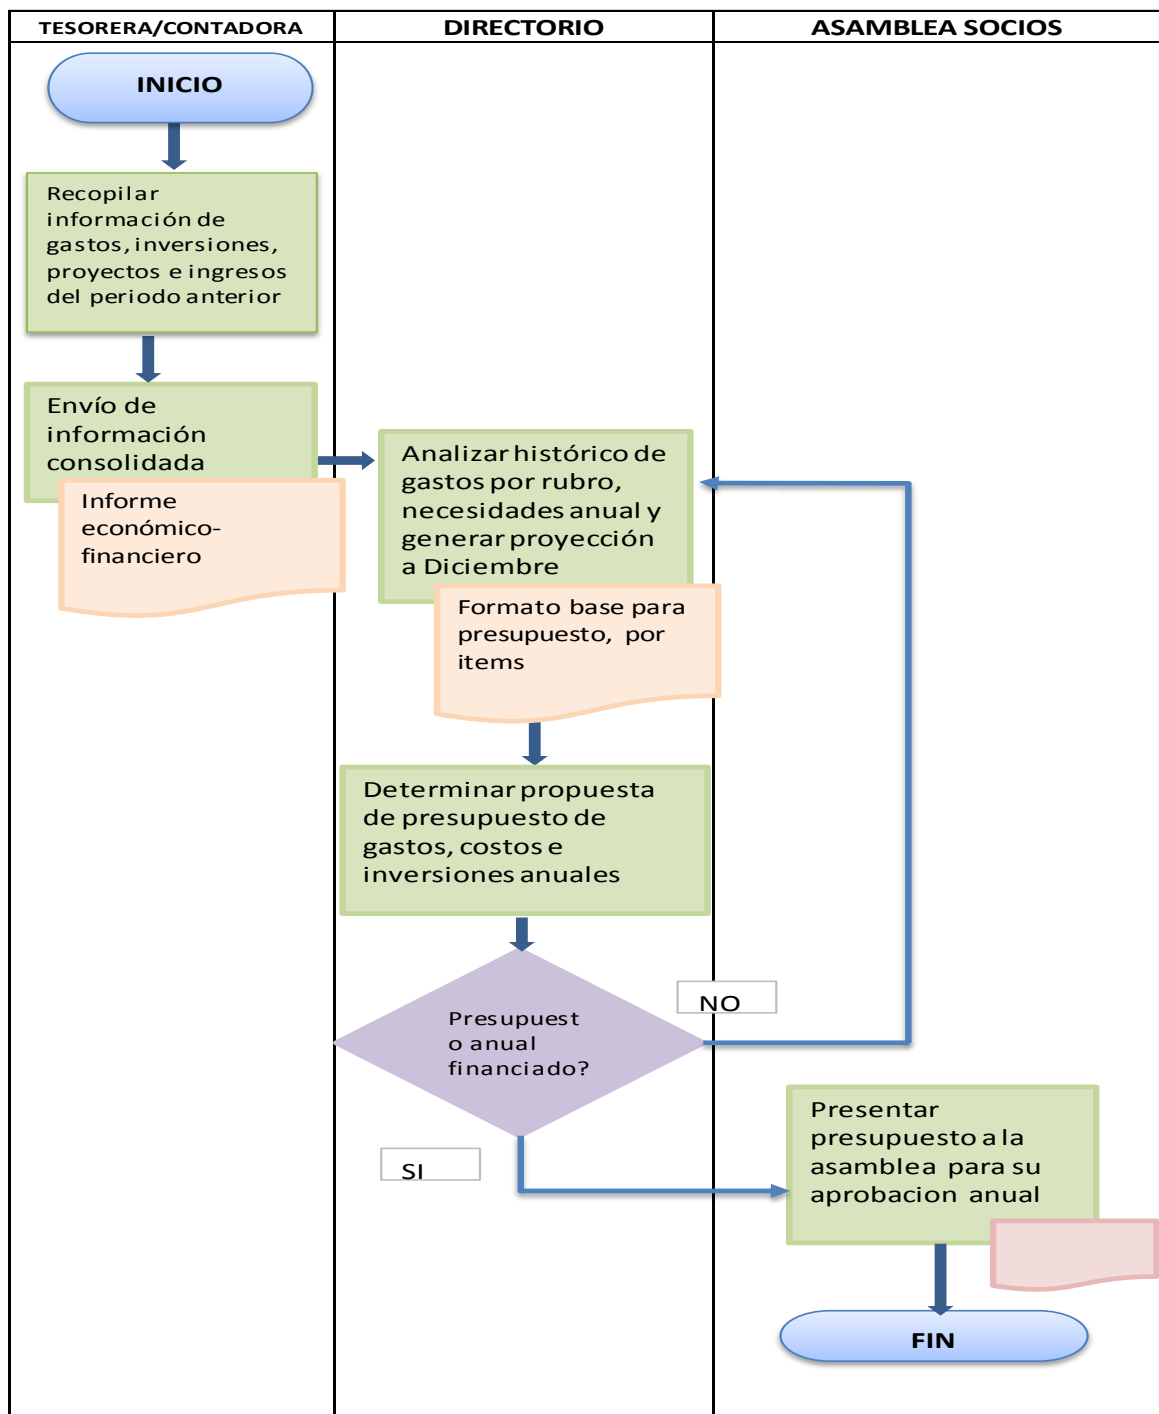 TESORERA/CONTADORA
DIRECTORIO
ASAMBLEA SOCIOS
INICIO
Recopilar
información de
gastos, inversiones,
proyectos e ingresos
del periodo anterior
Envío de
información
consolidada
Informe
económico-
financiero
Analizar histórico de
gastos por rubro,
necesidades anual y
generar proyección
a Diciembre
Formato base para
presupuesto, por
items
Determinar propuesta
de presupuesto de
gastos, costos e
inversiones anuales
Presupuest
o anual
financiado?
NO
SI
Presentar
presupuesto a la
asamblea para su
aprobacion anual
FIN